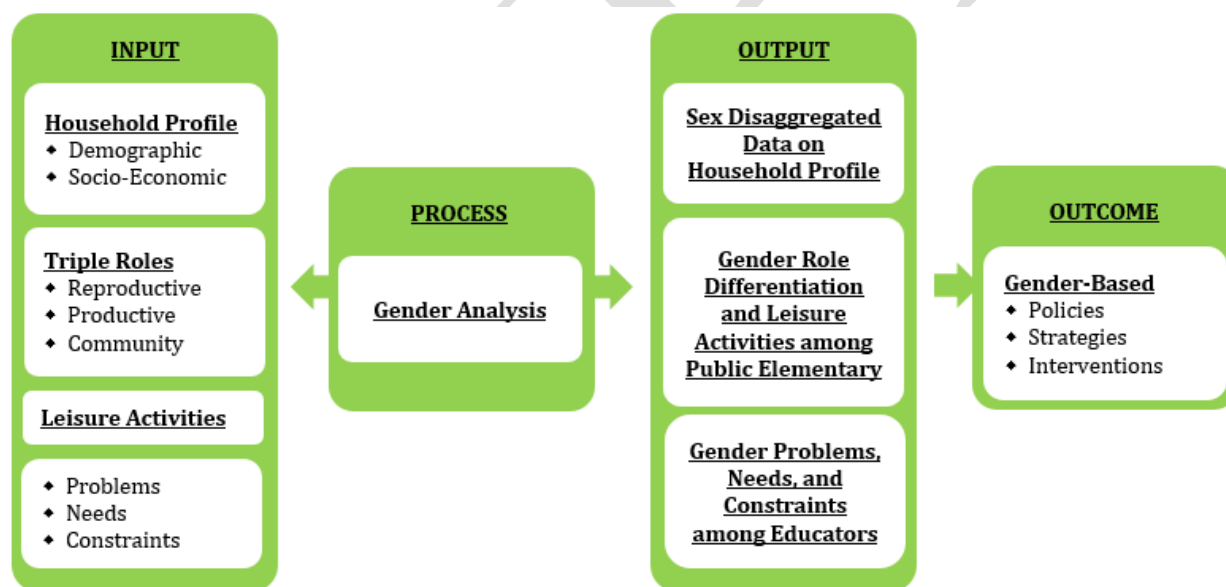 INPUT
Household Profile
◆ Demographic
◆ Socio-Economic
Triple Roles
◆ Reproductive
◆ Productive
◆ Community
Leisure Activities
◆ Problems
◆ Needs
◆ Constraints
PROCESS
Gender Analysis
OUTPUT
Sex Disaggregated
Data on
Household Profile
Gender Role
Differentiation
and Leisure
Activities among
Public Elementary
Gender Problems,
Needs, and
Constraints
among Educators
OUTCOME
Gender-Based
◆ Policies
◆ Strategies
◆ Interventions